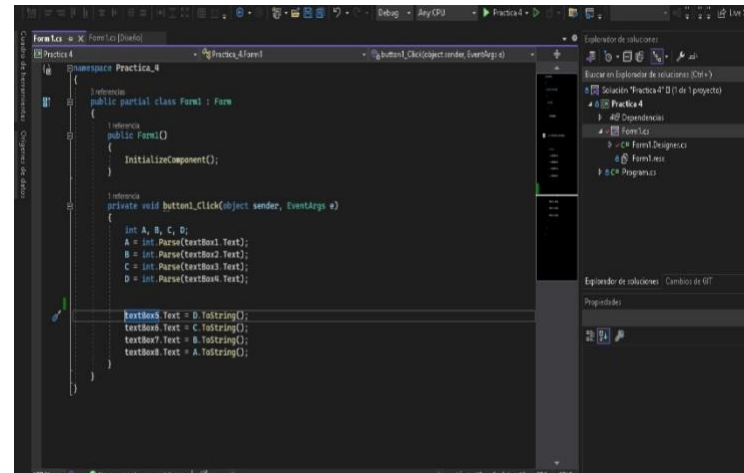 Debug Any CPU Practica4
Form1.cs Form1.cs [Diseño]
Practica 4 Practica_4.Form1 button1_Click(object sender, EventArgs e)
Cuadro de herramientas Orígenes de datos
namespace Practica_4
{
3 referencias
public partial class Form1 : Form
{
1 referencia
public Form1()
{
InitializeComponent();
}
1 referencia
private void button1_Click(object sender, EventArgs e)
{
int A, B, C, D;
A = int.Parse(textBox1.Text);
B = int.Parse(textBox2.Text);
C = int.Parse(textBox3.Text);
D = int.Parse(textBox4.Text);
textBox5.Text = D.ToString();
textBox6.Text = C.ToString();
textBox7.Text = B.ToString();
textBox8.Text = A.ToString();
}
}
}
Explorador de soluciones
Buscar en Explorador de soluciones (Ctrl+)
Solución "Practica 4" (1 de 1 proyecto)
Practica 4
Dependencias
Form1.cs
C# Form1.Designer.cs
Form1.resx
C# Program.cs
Explorador de soluciones Cambios de GIT
Propiedades